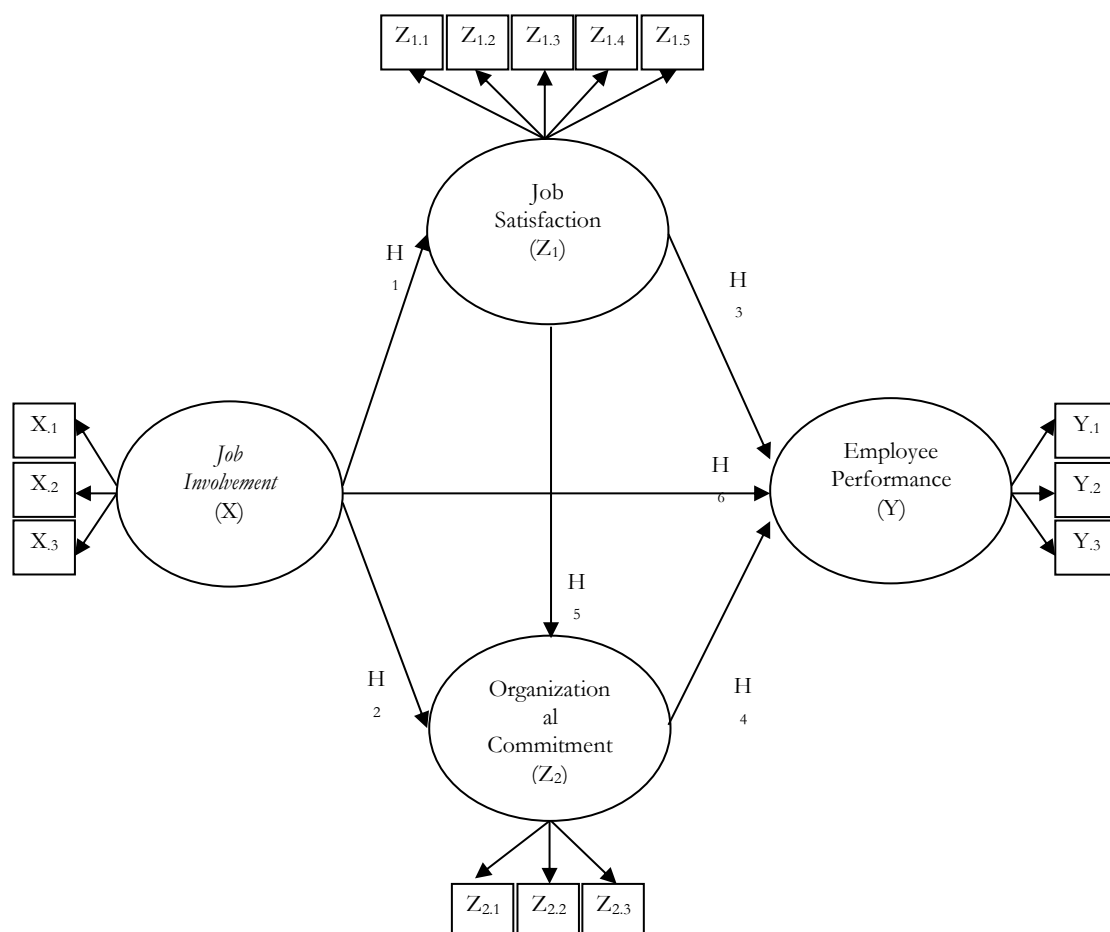 Z1.1 Z1.2 Z1.3 Z1.4 Z1.5
Job
Satisfaction
(Z1)
H
1
H
3
X.1
X.2
X.3
Job
Involvement
(X)
H
6
Employee
Performance
(Y)
Y.1
Y.2
Y.3
H
5
H
2
H
4
Organization
al
Commitment
(Z2)
Z2.1 Z2.2 Z2.3